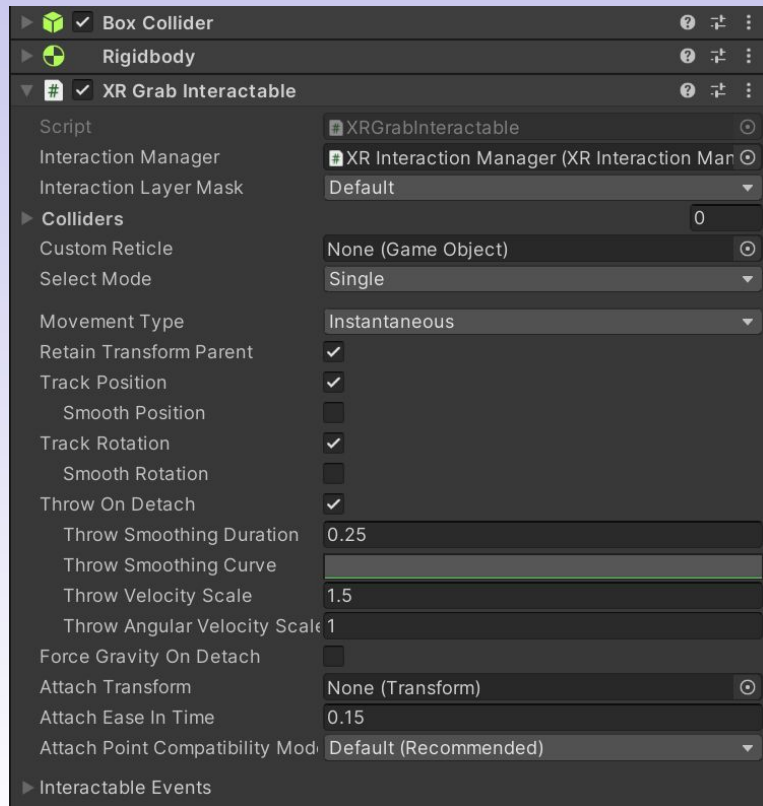 Box Collider
Rigidbody
# XR Grab Interactable
Script #XRGrabInteractable
Interaction Manager #XR Interaction Manager (XR Interaction Man
Interaction Layer Mask Default
Colliders 0
Custom Reticle None (Game Object)
Select Mode Single
Movement Type Instantaneous
Retain Transform Parent
Track Position
Smooth Position
Track Rotation
Smooth Rotation
Throw On Detach
Throw Smoothing Duration 0.25
Throw Smoothing Curve
Throw Velocity Scale 1.5
Throw Angular Velocity Scale 1
Force Gravity On Detach
Attach Transform None (Transform)
Attach Ease In Time 0.15
Attach Point Compatibility Mod Default (Recommended)
Interactable Events